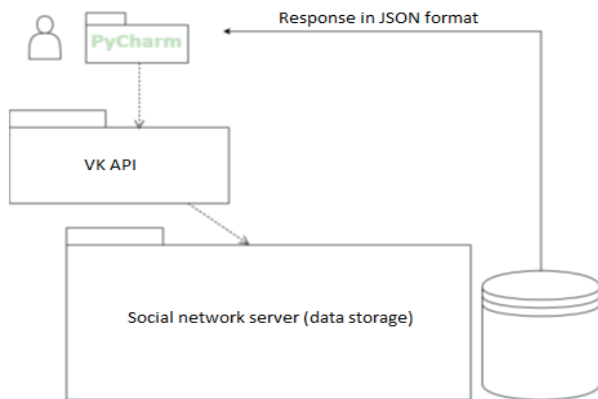 Response in JSON format
PyCharm
VK API
Social network server (data storage)